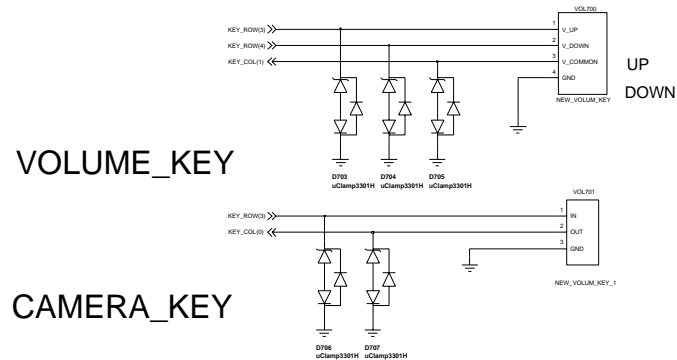 VOL700
KEY_ROW(3) 1 V_UP
KEY_ROW(4) 2 V_DOWN
KEY_COL(1) 3 V_COMMON
4 GND
UP
DOWN
NEW_VOLUM_KEY
VOLUME_KEY
D703 D704 D705
uClamp3301H uClamp3301H uClamp3301H
VOL701
KEY_ROW(3) 1 IN
KEY_COL(0) 2 OUT
3 GND
NEW_VOLUM_KEY_1
CAMERA_KEY
D706 D707
uClamp3301H uClamp3301H